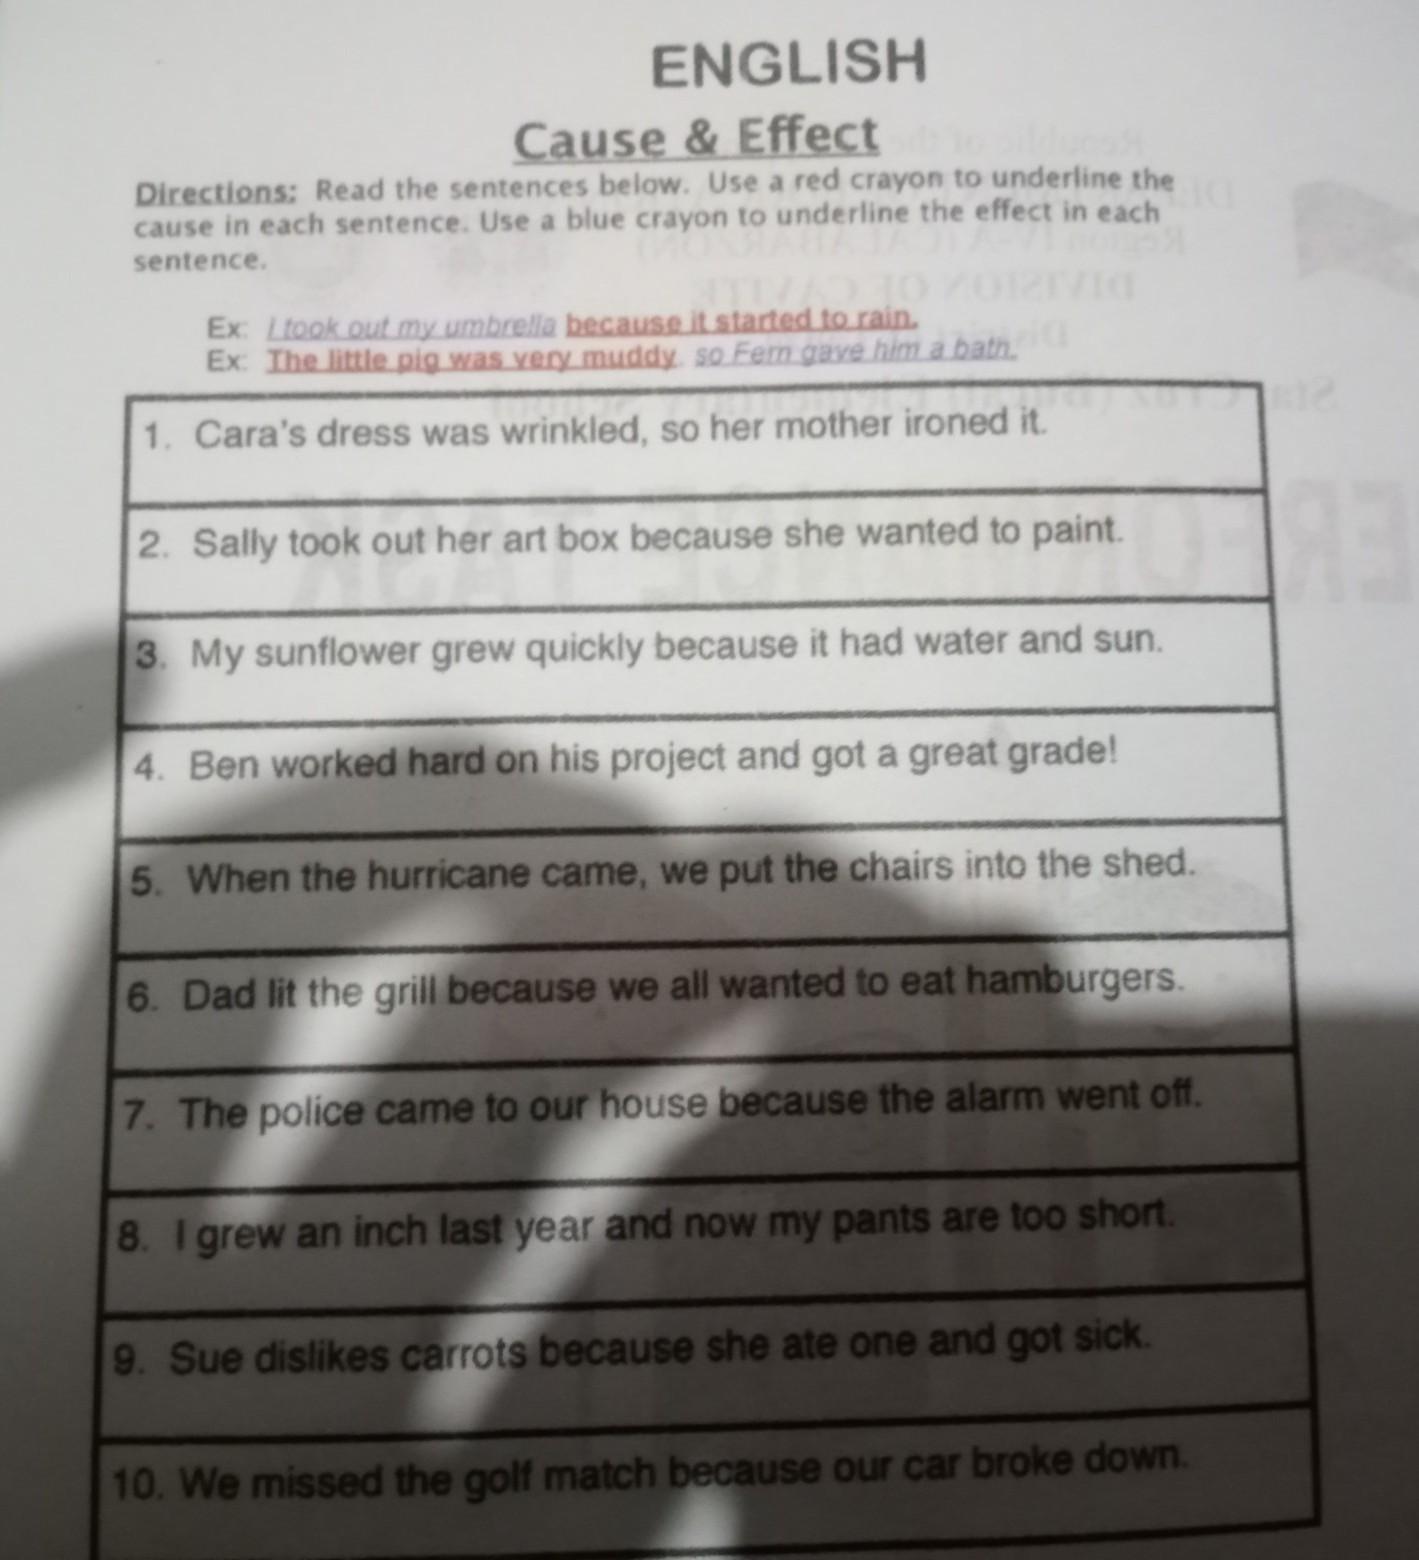 ENGLISH
Cause & Effect
Directions: Read the sentences below. Use a red crayon to underline the
cause in each sentence. Use a blue crayon to underline the effect in each
sentence.
Ex: I took out my umbrella because it started to rain.
Ex: The little pig was very muddy, so Fern gave him a bath.
1. Cara's dress was wrinkled, so her mother ironed it.
2. Sally took out her art box because she wanted to paint.
3. My sunflower grew quickly because it had water and sun.
4. Ben worked hard on his project and got a great grade!
5. When the hurricane came, we put the chairs into the shed.
6. Dad lit the grill because we all wanted to eat hamburgers.
7. The police came to our house because the alarm went off.
8. I grew an inch last year and now my pants are too short.
9. Sue dislikes carrots because she ate one and got sick.
10. We missed the golf match because our car broke down.